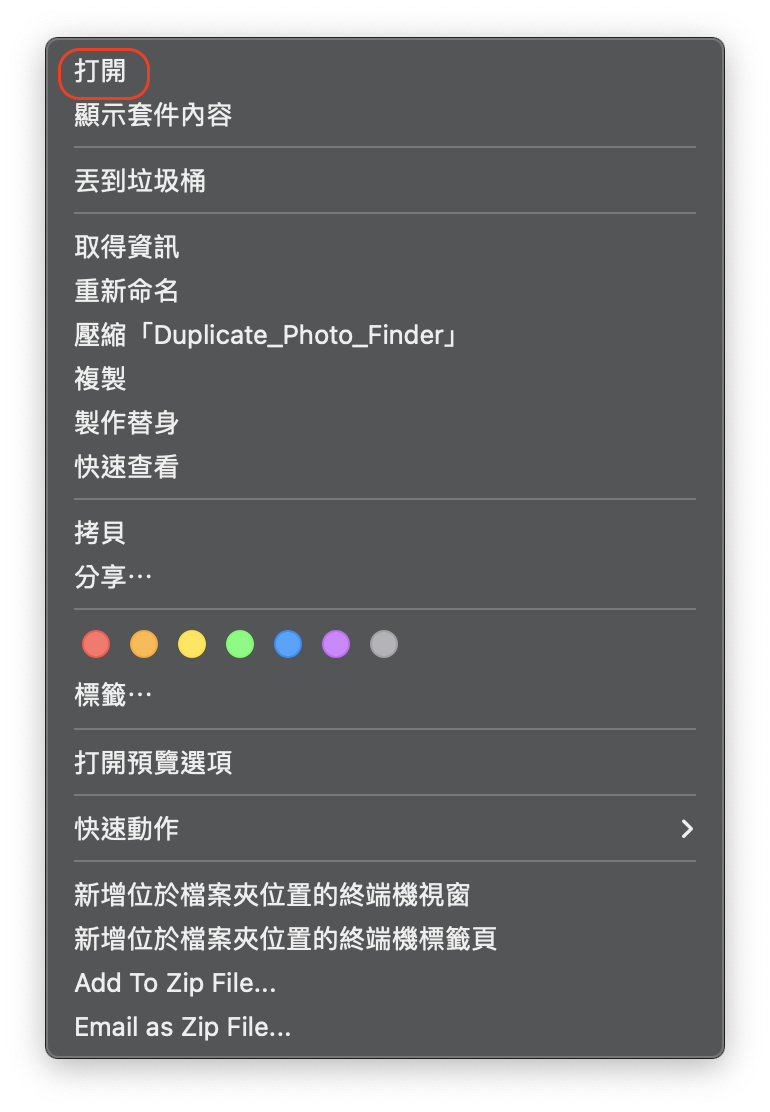 打開
顯示套件內容
丟到垃圾桶
取得資訊
重新命名
壓縮「Duplicate_Photo_Finder」
複製
製作替身
快速查看
拷貝
分享⋯
標籤⋯
打開預覽選項
快速動作
新增位於檔案夾位置的終端機視窗
新增位於檔案夾位置的終端機標籤頁
Add To Zip File...
Email as Zip File...